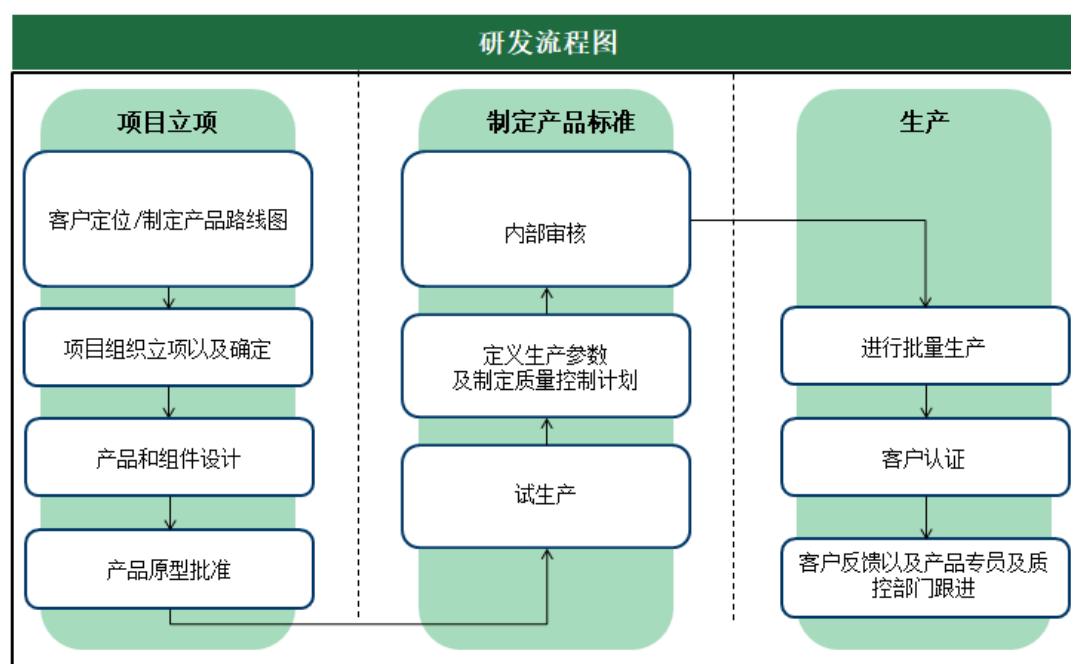 研发流程图
项目立项
客户定位/制定产品路线图
项目组织立项以及确定
产品和组件设计
产品原型批准
制定产品标准
内部审核
定义生产参数
及制定质量控制计划
试生产
生产
进行批量生产
客户认证
客户反馈以及产品专员及质
控部门跟进